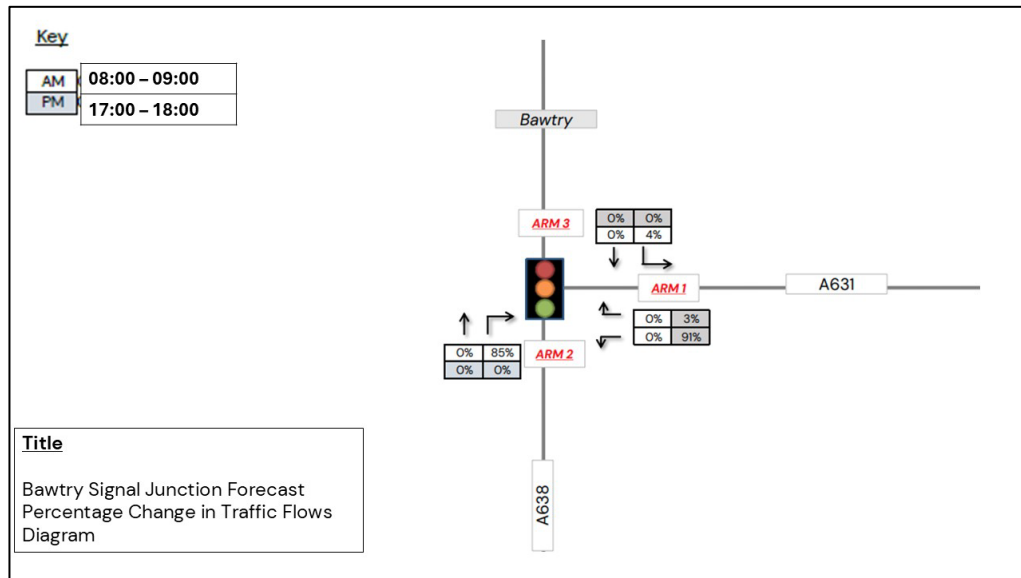 Key
AM 08:00 – 09:00
PM 17:00 – 18:00
Bawtry
ARM 3
0% 0%
0% 4%
ARM 1
A631
0% 3%
0% 91%
0% 85%
0% 0%
ARM 2
A638
Title
Bawtry Signal Junction Forecast
Percentage Change in Traffic Flows
Diagram